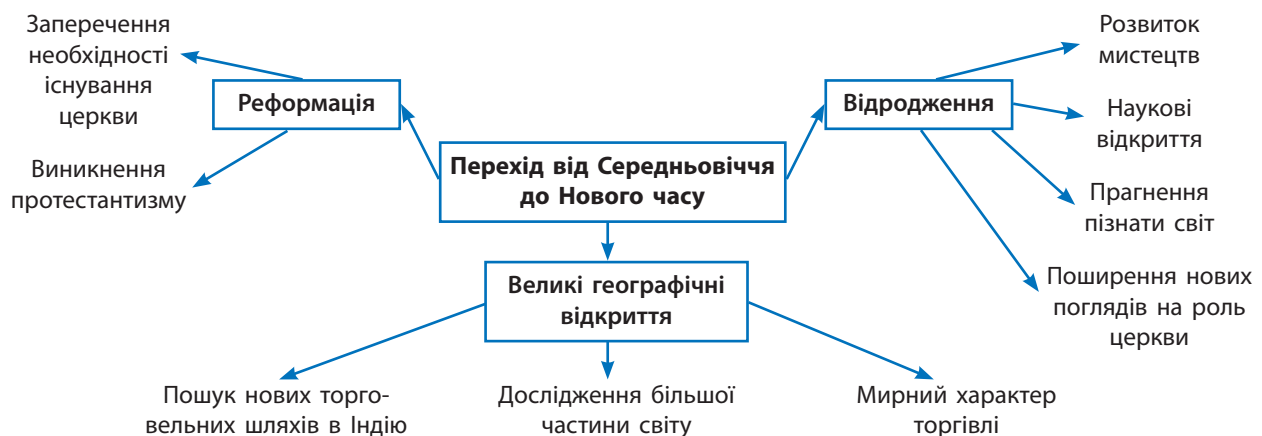 Заперечення
необхідності
існування
церкви
Реформація
Виникнення
протестантизму
Перехід від Середньовіччя
до Нового часу
Відродження
Розвиток
мистецтв
Наукові
відкриття
Прагнення
пізнати світ
Поширення нових
поглядів на роль
церкви
Великі географічні
відкриття
Пошук нових торго-
вельних шляхів в Індію
Дослідження більшої
частини світу
Мирний характер
торгівлі